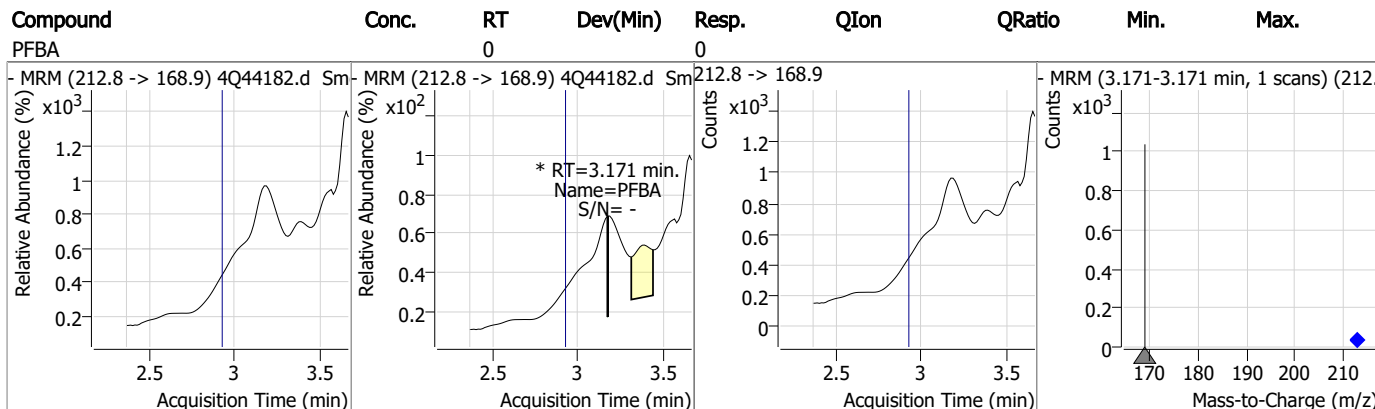 Compound Conc. RT Dev(Min) Resp. QIon QRatio Min. Max.
PFBA 0 0
- MRM (212.8 -> 168.9) 4Q44182.d Sm
Relative Abundance (%)
x10³
1.2
1
0.8
0.6
0.4
0.2
2.5 3 3.5
Acquisition Time (min)
- MRM (212.8 -> 168.9) 4Q44182.d Sm
Relative Abundance (%)
x10²
1
0.8
0.6
0.4
0.2
* RT=3.171 min.
Name=PFBA
S/N= -
2.5 3 3.5
Acquisition Time (min)
212.8 -> 168.9
Counts
x10³
1.2
1
0.8
0.6
0.4
0.2
0
2.5 3 3.5
Acquisition Time (min)
- MRM (3.171-3.171 min, 1 scans) (212.
Counts
x10³
1
0.8
0.6
0.4
0.2
0
170 180 190 200 210
Mass-to-Charge (m/z)